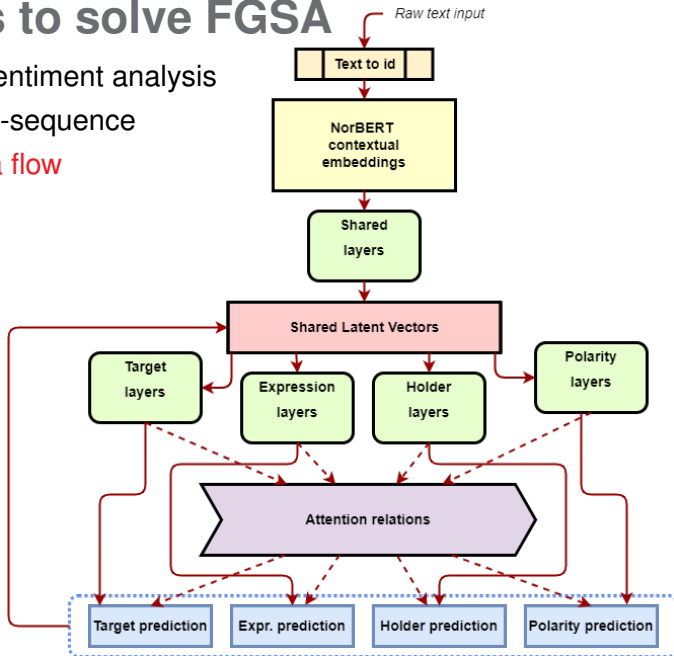 s to solve FGSA
Raw text input
entiment analysis
Text to id
-sequence
NorBERT
contextual
embeddings
flow
Shared
layers
Shared Latent Vectors
Target
layers
Expression
layers
Holder
layers
Polarity
layers
Attention relations
Target prediction
Expr. prediction
Holder prediction
Polarity prediction